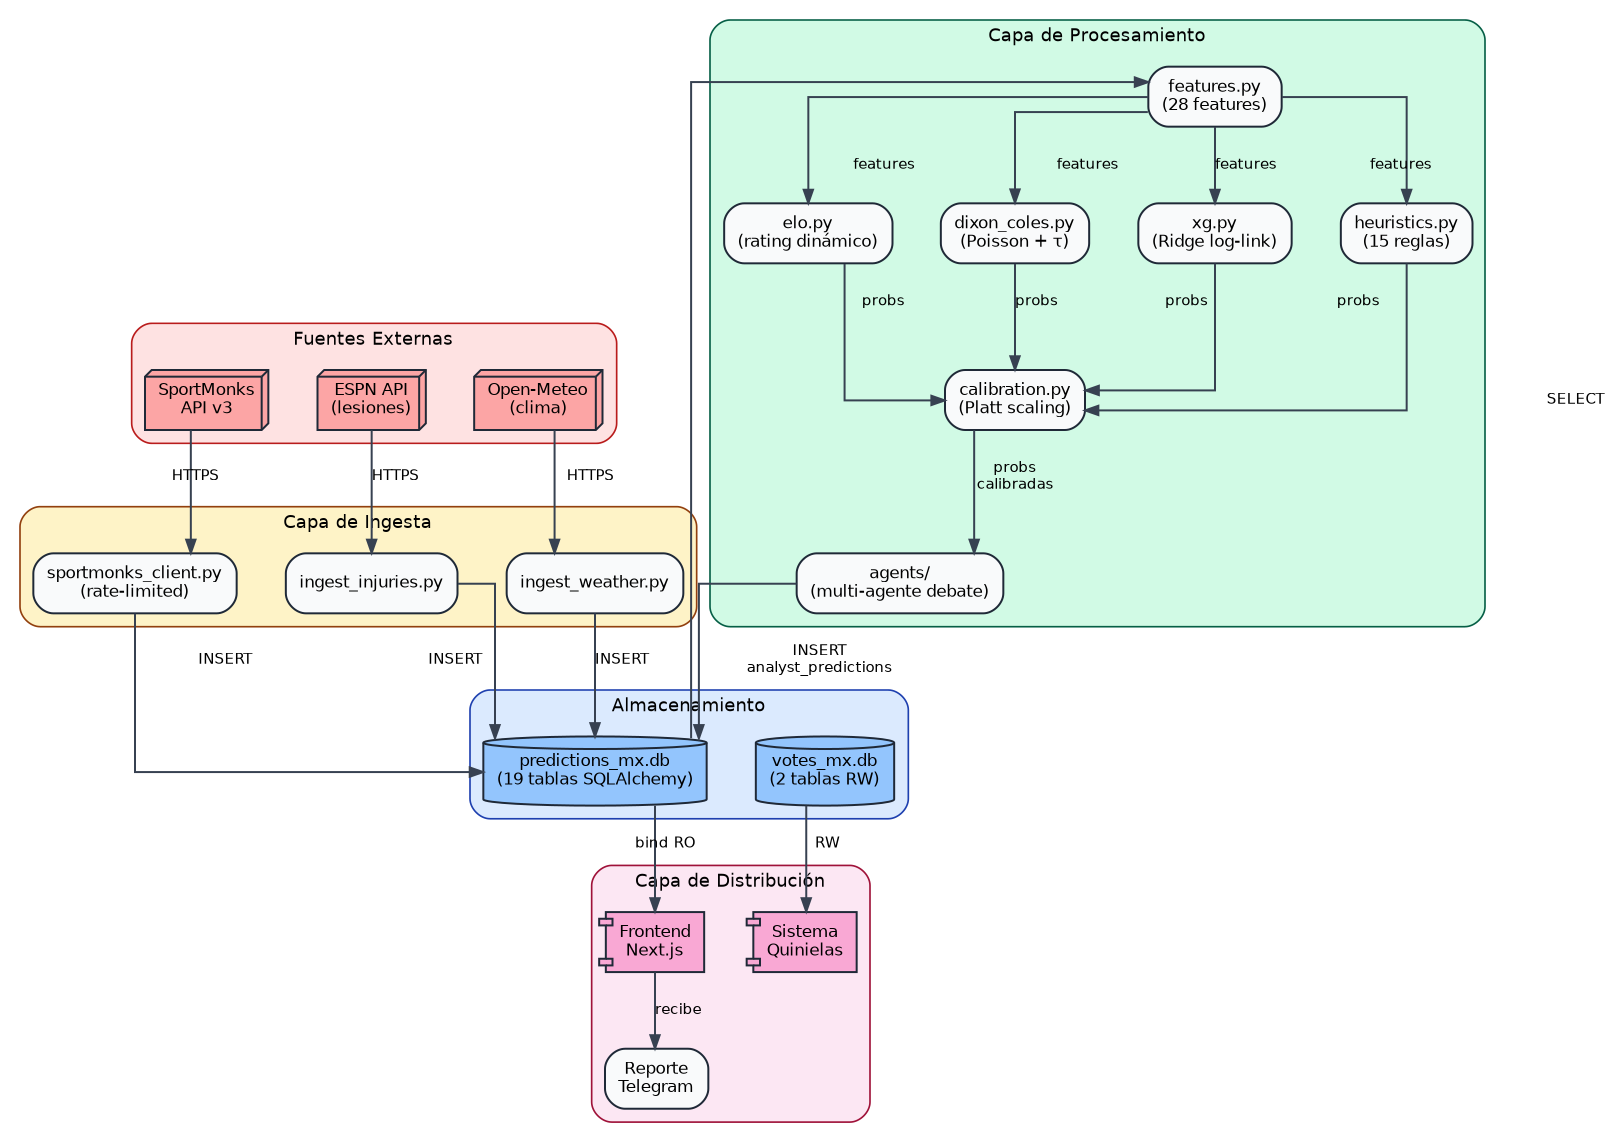 Capa de Procesamiento
features.py
(28 features)
features
features
features
features
elo.py
(rating dinámico)
dixon_coles.py
(Poisson + τ)
xg.py
(Ridge log-link)
heuristics.py
(15 reglas)
probs
probs
probs
probs
calibration.py
(Platt scaling)
SELECT
probs
calibradas
agents/
(multi-agente debate)
Fuentes Externas
SportMonks
API v3
ESPN API
(lesiones)
Open-Meteo
(clima)
HTTPS
HTTPS
HTTPS
Capa de Ingesta
sportmonks_client.py
(rate-limited)
ingest_injuries.py
ingest_weather.py
INSERT
INSERT
INSERT
INSERT
analyst_predictions
Almacenamiento
predictions_mx.db
(19 tablas SQLAlchemy)
votes_mx.db
(2 tablas RW)
bind RO
RW
Capa de Distribución
Frontend
Next.js
Sistema
Quinielas
recibe
Reporte
Telegram